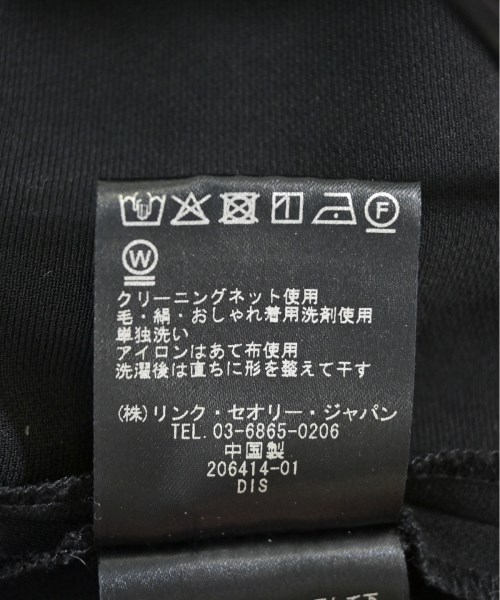 F
W
クリーニングネット使用
毛・絹・おしゃれ着用洗剤使用
単独洗い
アイロンはあて布使用
洗濯後は直ちに形を整えて干す
(株)リンク・セオリー・ジャパン
TEL. 03-6865-0206
中国製
206414-01
DIS